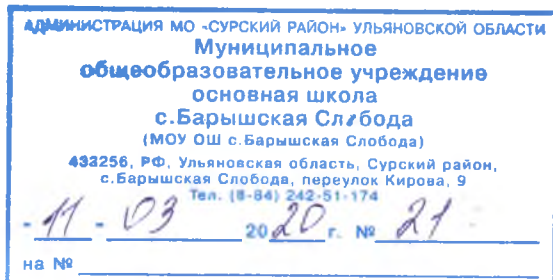 АДМИНИСТРАЦИЯ МО «СУРСКИЙ РАЙОН» УЛЬЯНОВСКОЙ ОБЛАСТИ
Муниципальное
общеобразовательное учреждение
основная школа
с.Барышская Слобода
(МОУ ОШ с.Барышская Слобода)
433256, РФ, Ульяновская область, Сурский район,
с.Барышская Слобода, переулок Кирова, 9
Тел. (8-84) 242-51-174
- 11 - 03 2020 г. № 21
на №